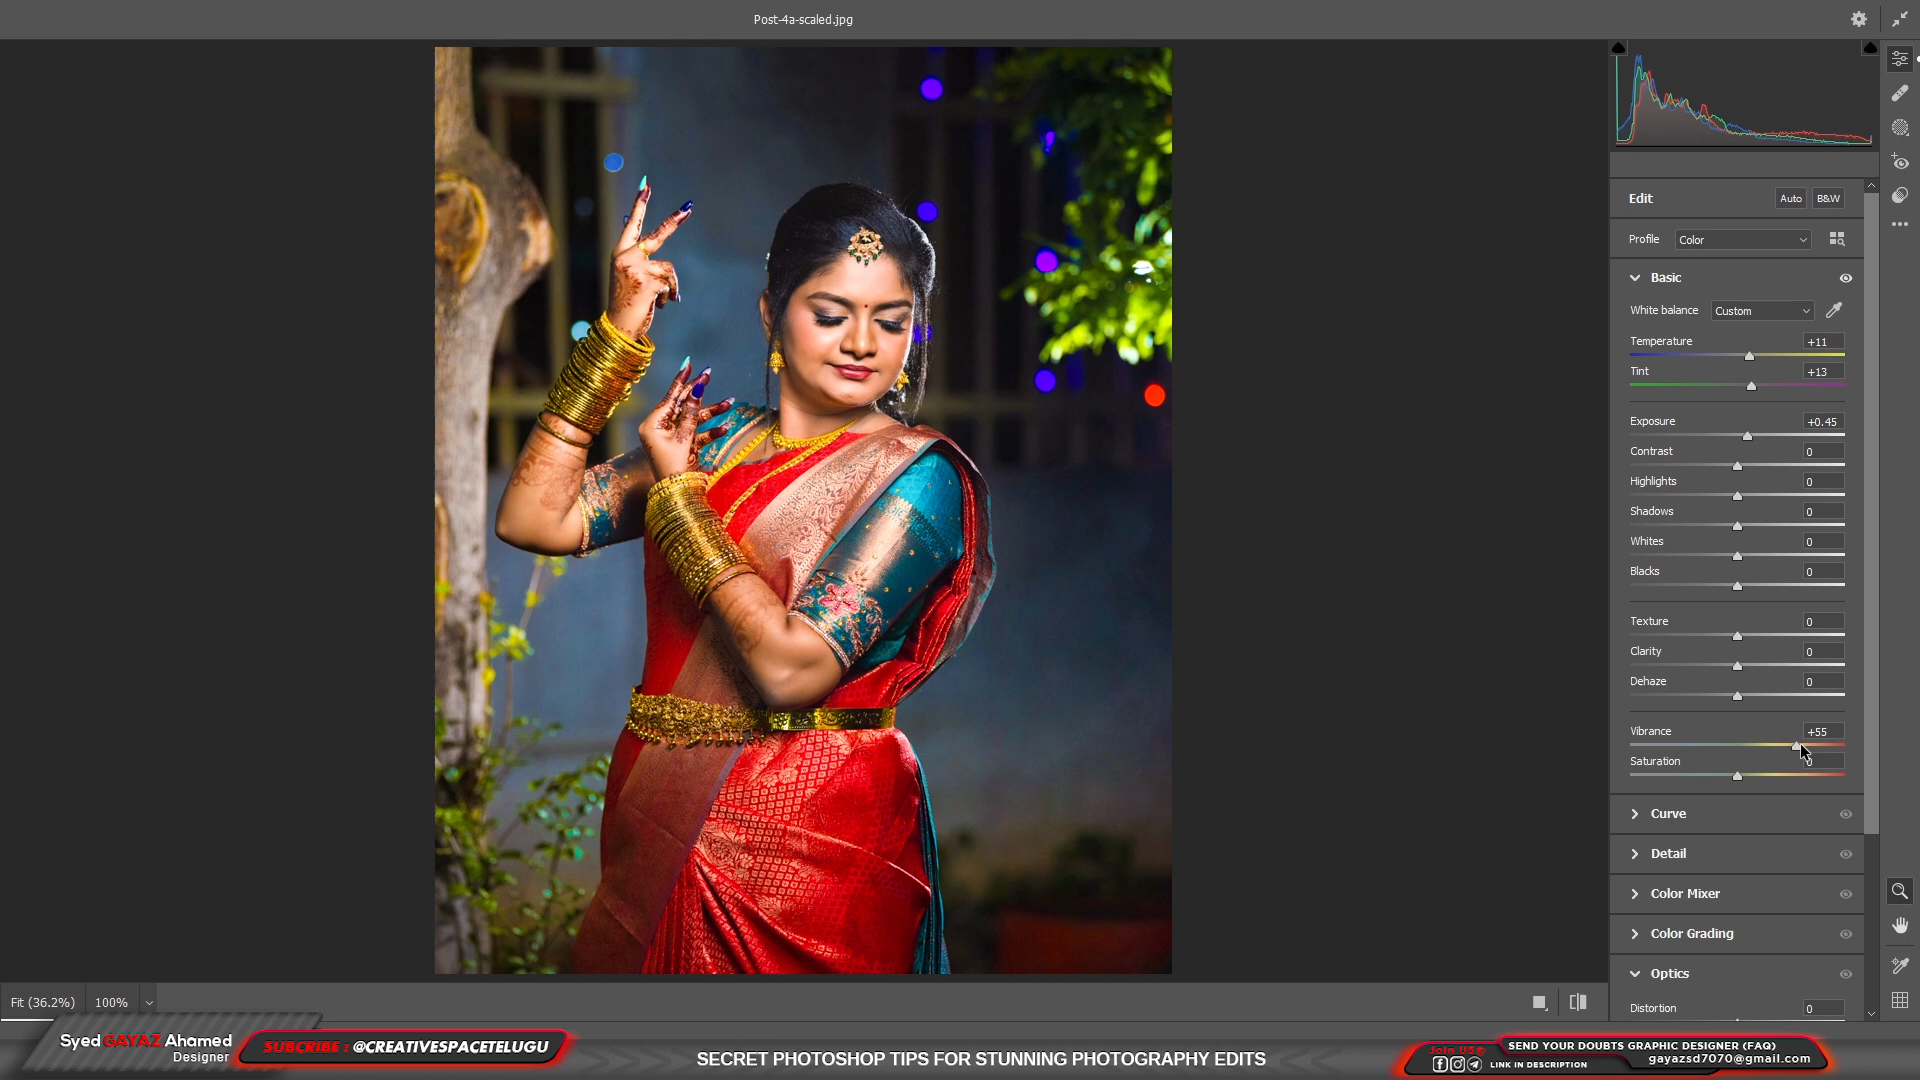 Post-4a-scaled.jpg
Edit
Auto
B&W
Profile
Color
Basic
White balance
Custom
Temperature
+11
Tint
+13
Exposure
+0.45
Contrast
0
Highlights
0
Shadows
0
Whites
0
Blacks
0
Texture
0
Clarity
0
Dehaze
0
Vibrance
+55
Saturation
0
Curve
Detail
Color Mixer
Color Grading
Optics
Distortion
0
Fit (36.2%)
100%
Syed GAYAZ Ahamed
Designer
SUBCRIBE : @CREATIVESPACETELUGU
SECRET PHOTOSHOP TIPS FOR STUNNING PHOTOGRAPHY EDITS
Join US@
LINK IN DESCRIPTION
SEND YOUR DOUBTS GRAPHIC DESIGNER (FAQ)
gayazsd7070@gmail.com